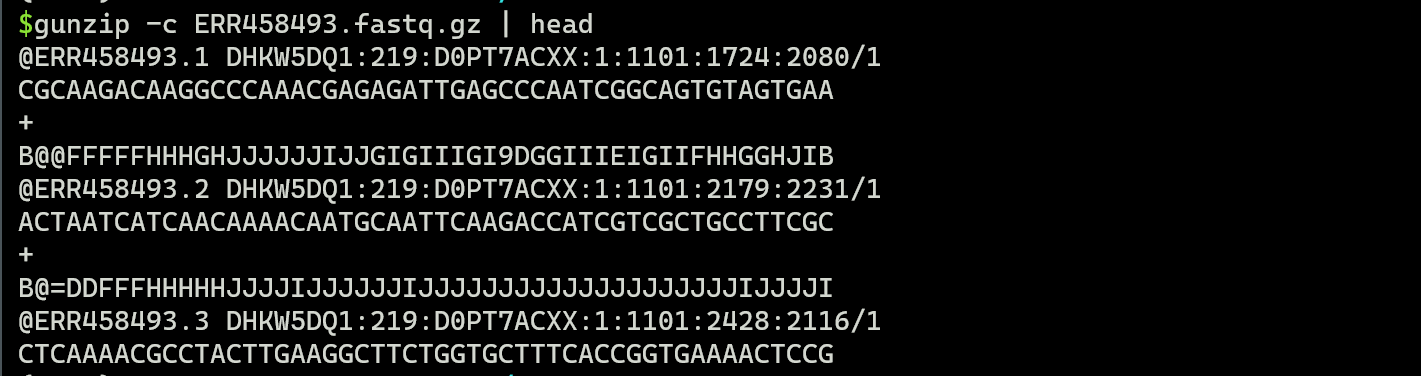 $gunzip -c ERR458493.fastq.gz | head
@ERR458493.1 DHKW5DQ1:219:D0PT7ACXX:1:1101:1724:2080/1
CGCAAGACAAGGCCCAAACGAGAGATTGAGCCCAATCGGCAGTGTAGTGAA
+
B@@FFFFFHHHGHJJJJJJIJJGIGIIIGI9DGGIIIEIGIIFHHGGHJIB
@ERR458493.2 DHKW5DQ1:219:D0PT7ACXX:1:1101:2179:2231/1
ACTAATCATCAACAAAACAATGCAATTCAAGACCATCGTCGCTGCCTTCGC
+
B@=DDFFFHHHHHJJJJIJJJJJJIJJJJJJJJJJJJJJJJJJJJIJJJJI
@ERR458493.3 DHKW5DQ1:219:D0PT7ACXX:1:1101:2428:2116/1
CTCAAAACGCCTACTTGAAGGCTTCTGGTGCTTTCACCGGTGAAAACTCCG